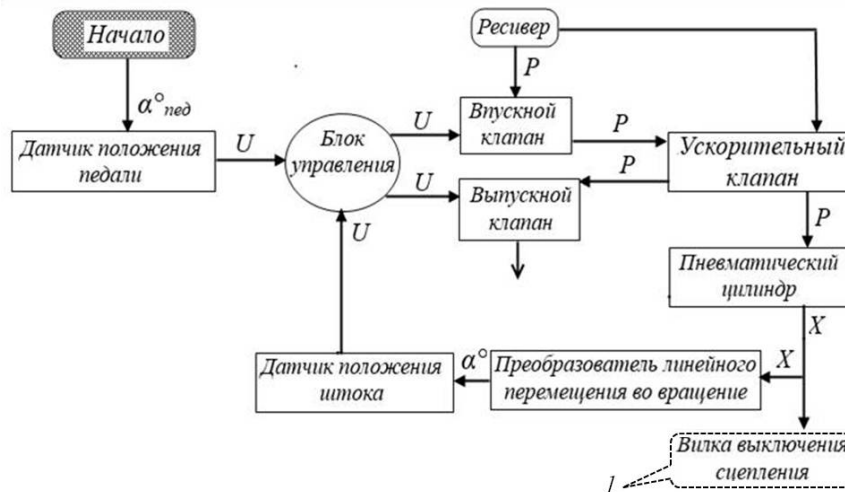 Начало
Ресивер
P
α°пед
Впускной
клапан
U
P
Блок
управления
Датчик положения
педали
U
Ускорительный
клапан
U
P
Выпускной
клапан
P
U
Пневматический
цилиндр
X
Датчик положения
штока
α°
Преобразователь линейного
перемещения во вращение
X
Вилка выключения
сцепления
1